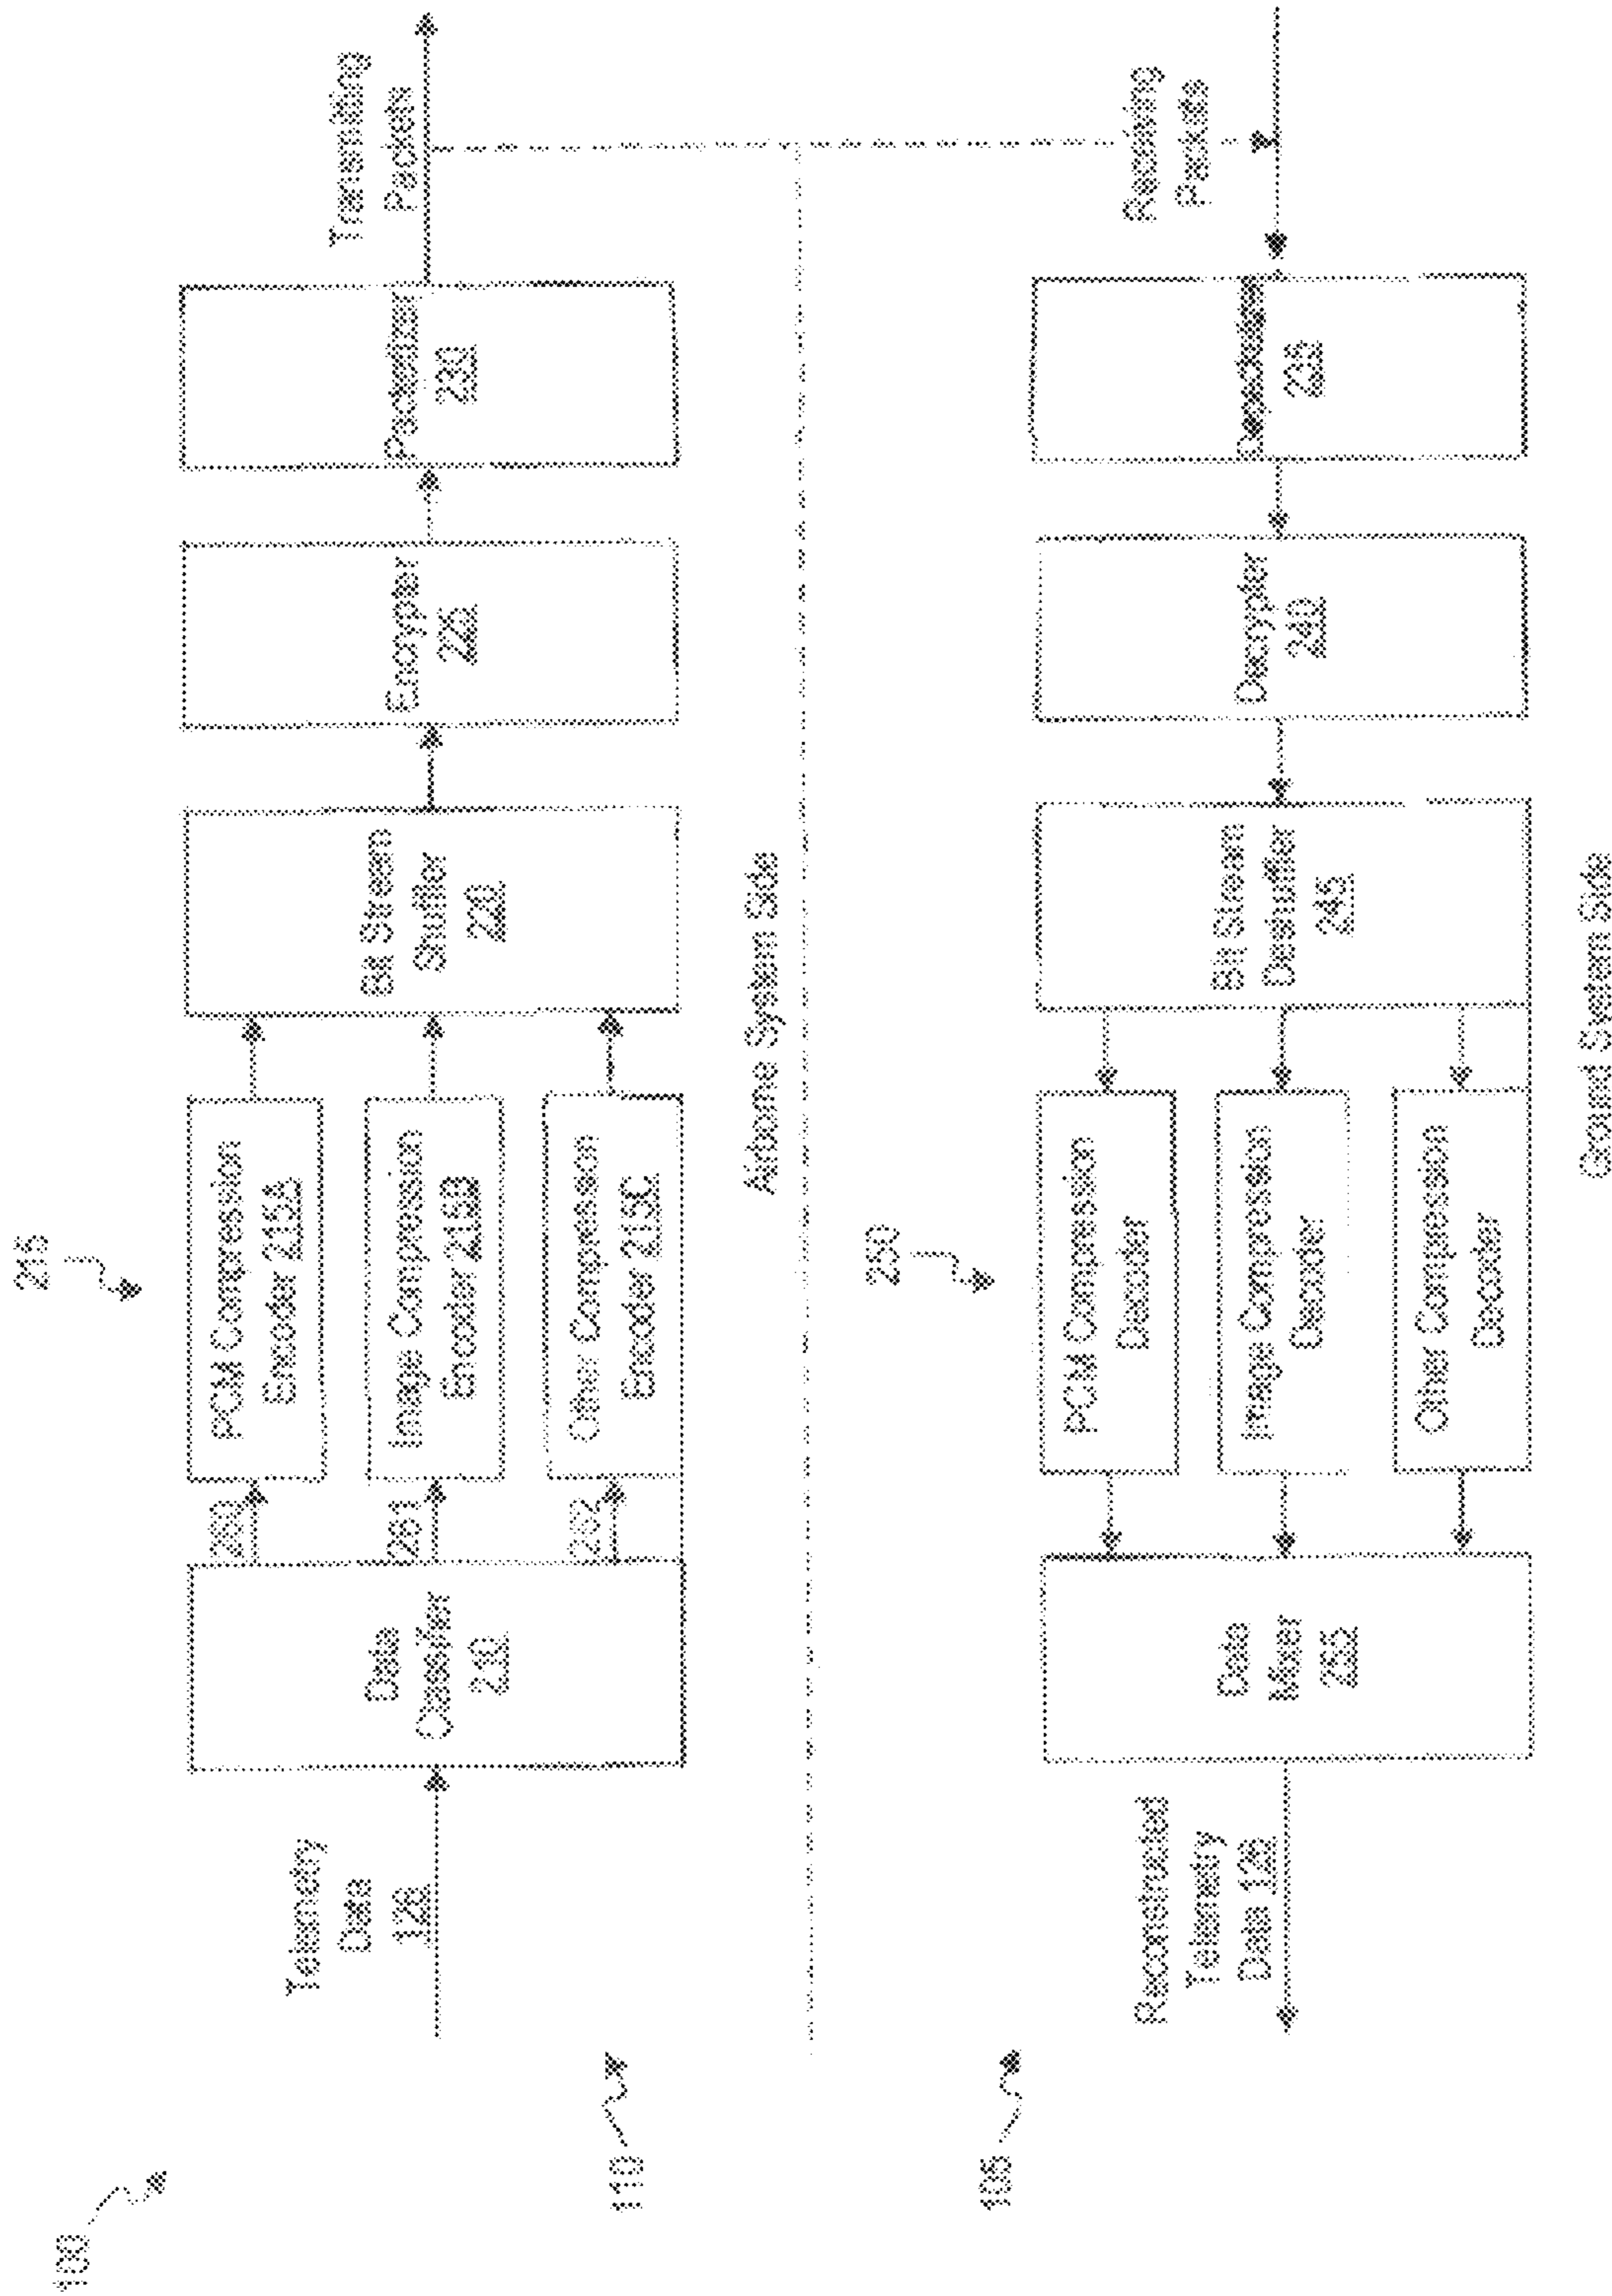 100
215
Telemetry
Data
126
Data
Classifier
210
260
261
262
PCM Compression
Encoder 215A
Image Compression
Encoder 215B
Other Compression
Encoder 215C
Bit Stream
Shuffler
220
Encrypter
225
Packetizer
230
Transmitting
Packets
110
Airborne System Side
250
Reconstructed
Telemetry
Data 126
Data
Mixer
255
PCM Compression
Decoder
Image Compression
Decoder
Other Compression
Decoder
Bit Stream
Deshuffler
245
Decrypter
240
Depacketizer
235
Receiving
Packets
105
Ground System Side